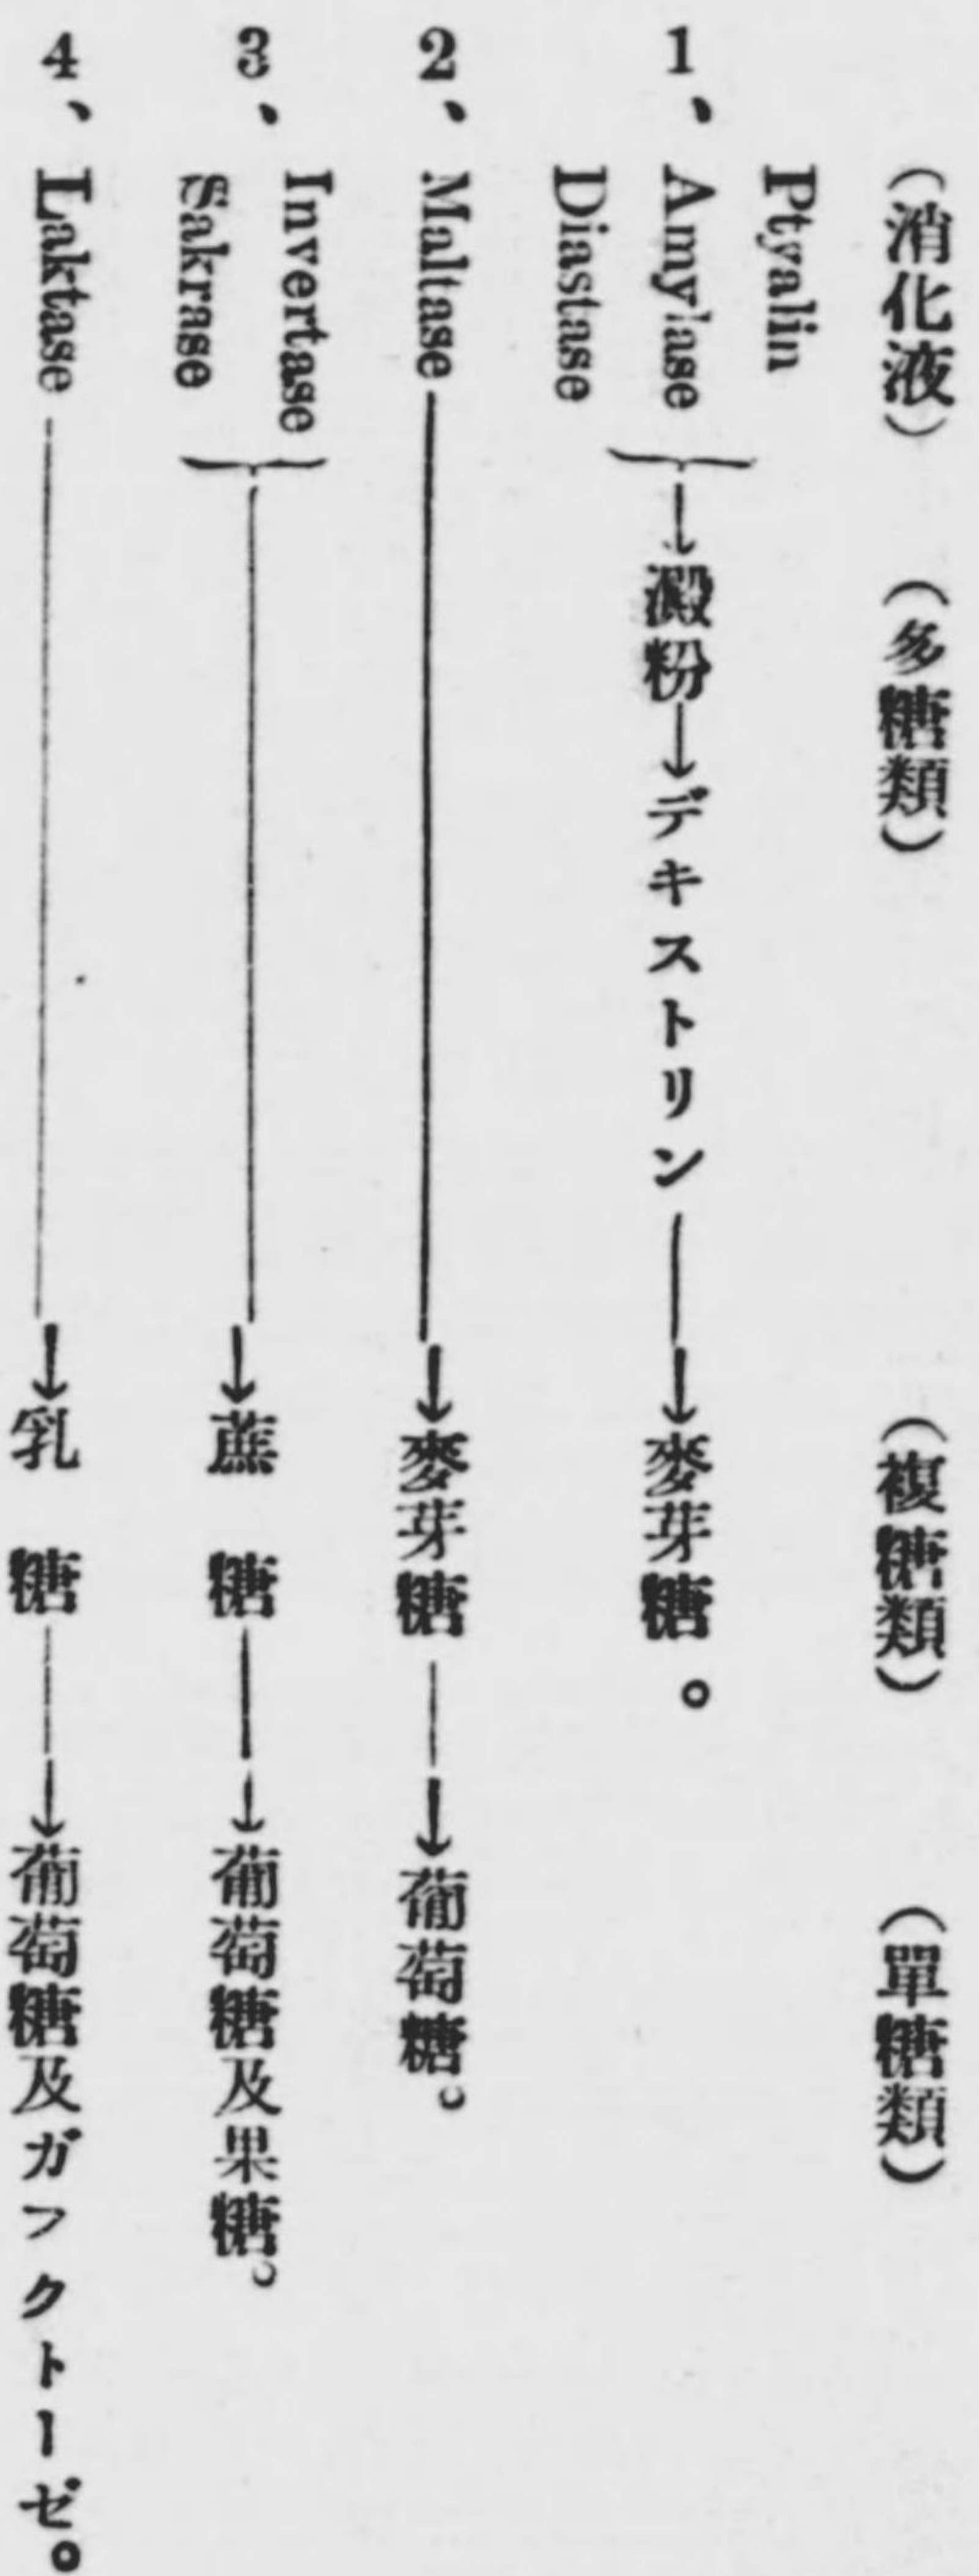 （消化液）　（多糖類）　（複糖類）　（單糖類）
1、
Ptyalin
Amylase
Diastase
→澱粉→デキストリン→麥芽糖。
2、Maltase→麥芽糖→葡萄糖。
3、
Invertase
Sakrase
→蔗糖→葡萄糖及果糖。
4、Laktase→乳糖→葡萄糖及ガラクトーゼ。